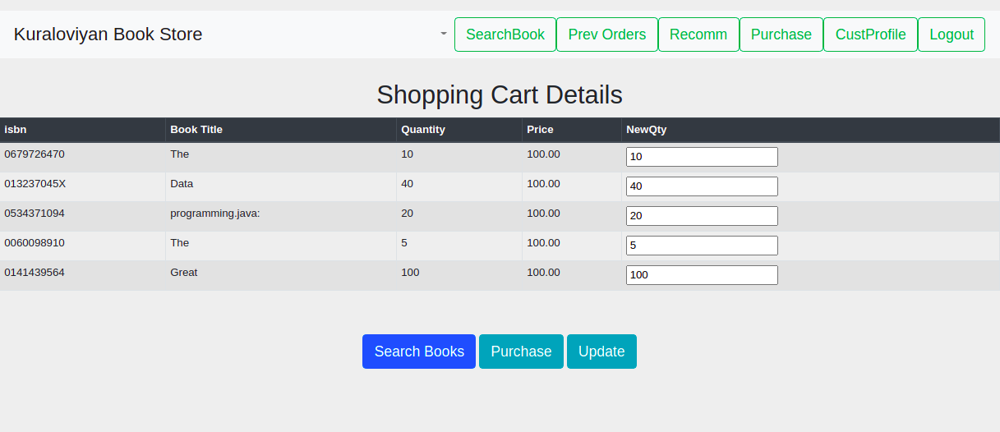 Kuraloviyan Book Store SearchBook Prev Orders Recomm Purchase CustProfile Logout
Shopping Cart Details
isbn Book Title Quantity Price NewQty
0679726470 The 10 100.00 10
013237045X Data 40 100.00 40
0534371094 programming.java: 20 100.00 20
0060098910 The 5 100.00 5
0141439564 Great 100 100.00 100
Search Books Purchase Update